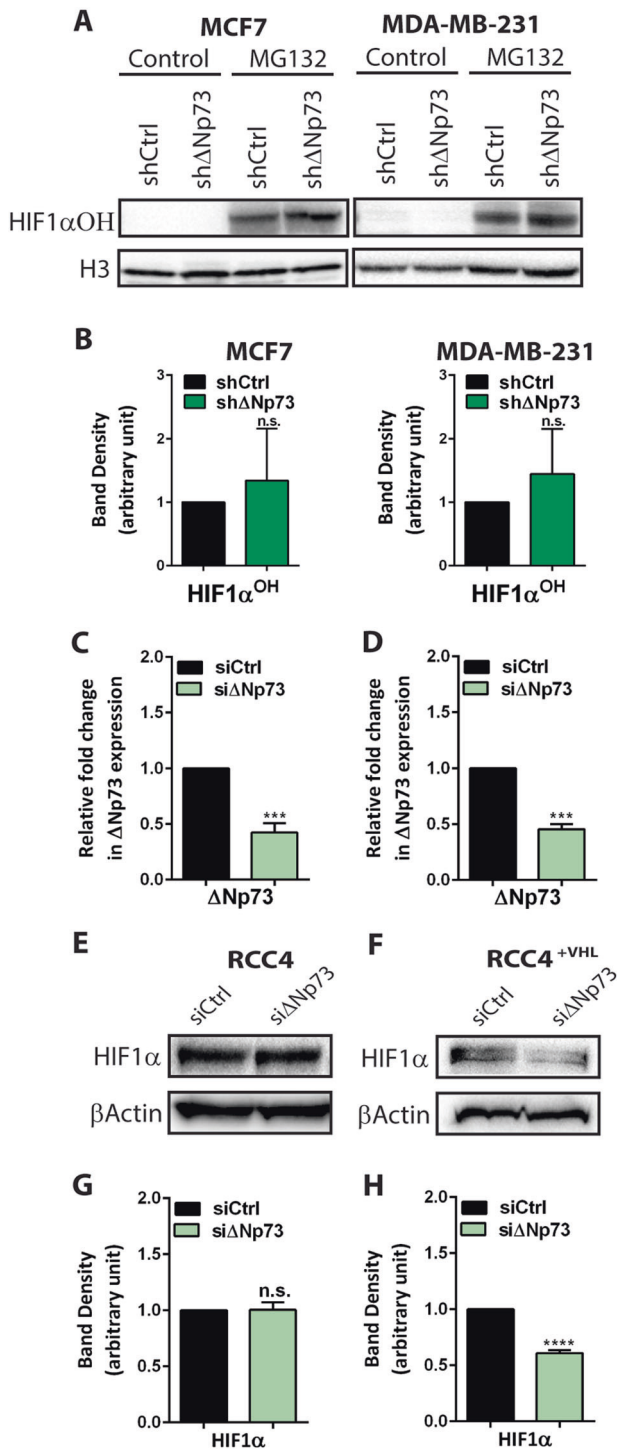 A
MCF7
MDA-MB-231
Control
MG132
Control
MG132
shCtrl
shΔNp73
shCtrl
shΔNp73
shCtrl
shΔNp73
shCtrl
shΔNp73
HIF1αOH
H3
B
MCF7
MDA-MB-231
Band Density
(arbitrary unit)
3
2
1
0
shCtrl
shΔNp73
n.s.
HIF1α^OH
Band Density
(arbitrary unit)
3
2
1
0
shCtrl
shΔNp73
n.s.
HIF1α^OH
C
Relative fold change
in ΔNp73 expression
2.0
1.5
1.0
0.5
0.0
siCtrl
siΔNp73
***
ΔNp73
D
Relative fold change
in ΔNp73 expression
2.0
1.5
1.0
0.5
0.0
siCtrl
siΔNp73
***
ΔNp73
E
RCC4
siCtrl
siΔNp73
HIF1α
βActin
F
RCC4 +VHL
siCtrl
siΔNp73
HIF1α
βActin
G
Band Density
(arbitrary unit)
2.0
1.5
1.0
0.5
0.0
siCtrl
siΔNp73
n.s.
HIF1α
H
Band Density
(arbitrary unit)
2.0
1.5
1.0
0.5
0.0
siCtrl
siΔNp73
****
HIF1α